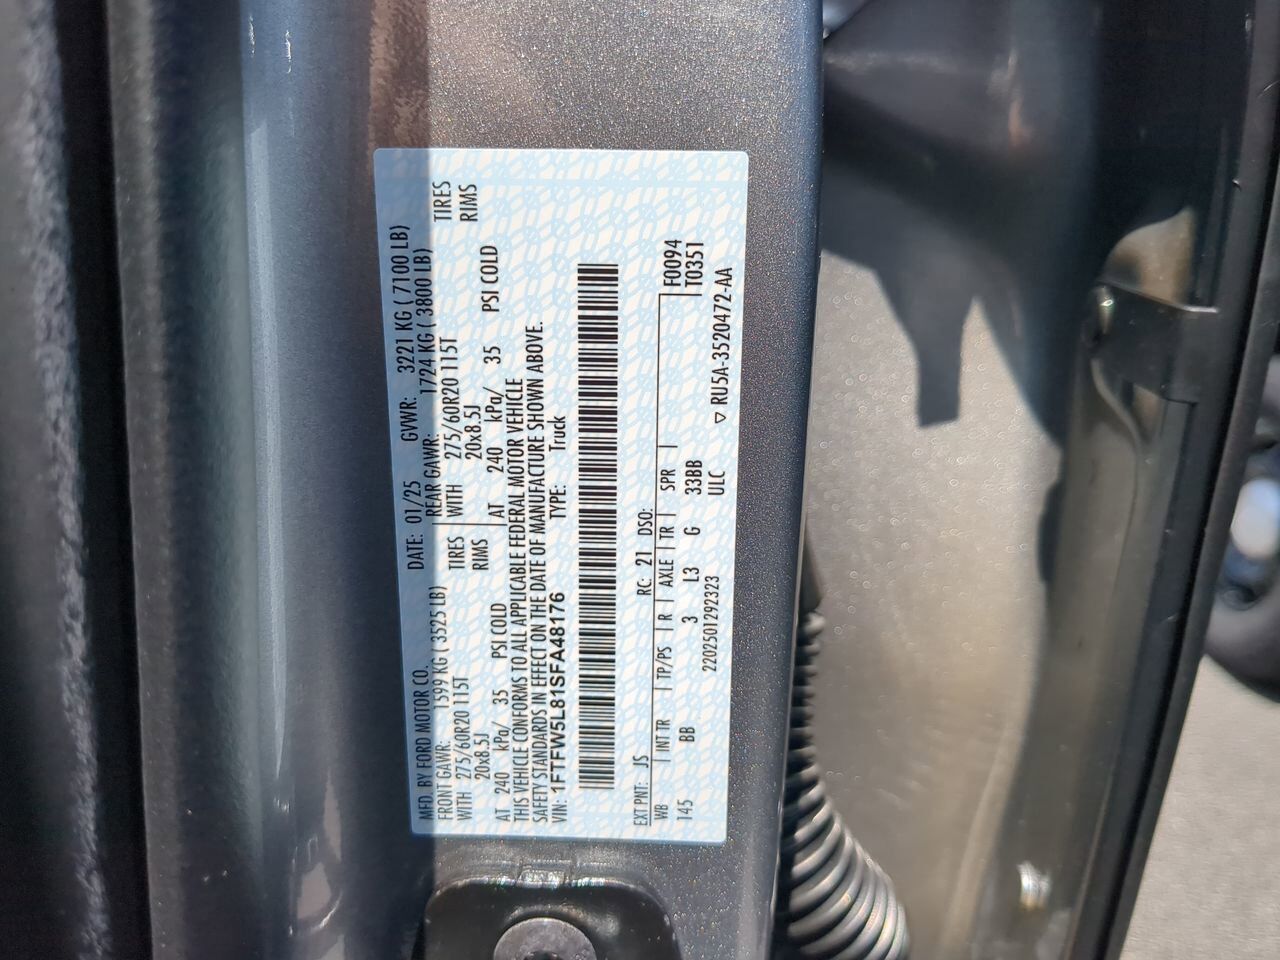 MFD. BY FORD MOTOR CO.
DATE: 01/25 GVWR: 3221 KG ( 7100 LB)
FRONT GAWR: 1599 KG ( 3525 LB) REAR GAWR: 1724 KG ( 3800 LB)
WITH 275/60R20 115T TIRES WITH 275/60R20 115T TIRES
20x8.5J RIMS 20x8.5J RIMS
AT 240 kPa/ 35 PSI COLD AT 240 kPa/ 35 PSI COLD
THIS VEHICLE CONFORMS TO ALL APPLICABLE FEDERAL MOTOR VEHICLE
SAFETY STANDARDS IN EFFECT ON THE DATE OF MANUFACTURE SHOWN ABOVE.
VIN: 1FTFW5L81SFA48176 TYPE: Truck
EXT PNT: JS RC: 21 DSO: F0094
WB INT TR TP/PS R AXLE TR SPR T0351
145 BB 3 L3 G 33BB
2202501292323 ULC ▽ RU5A-3520472-AA